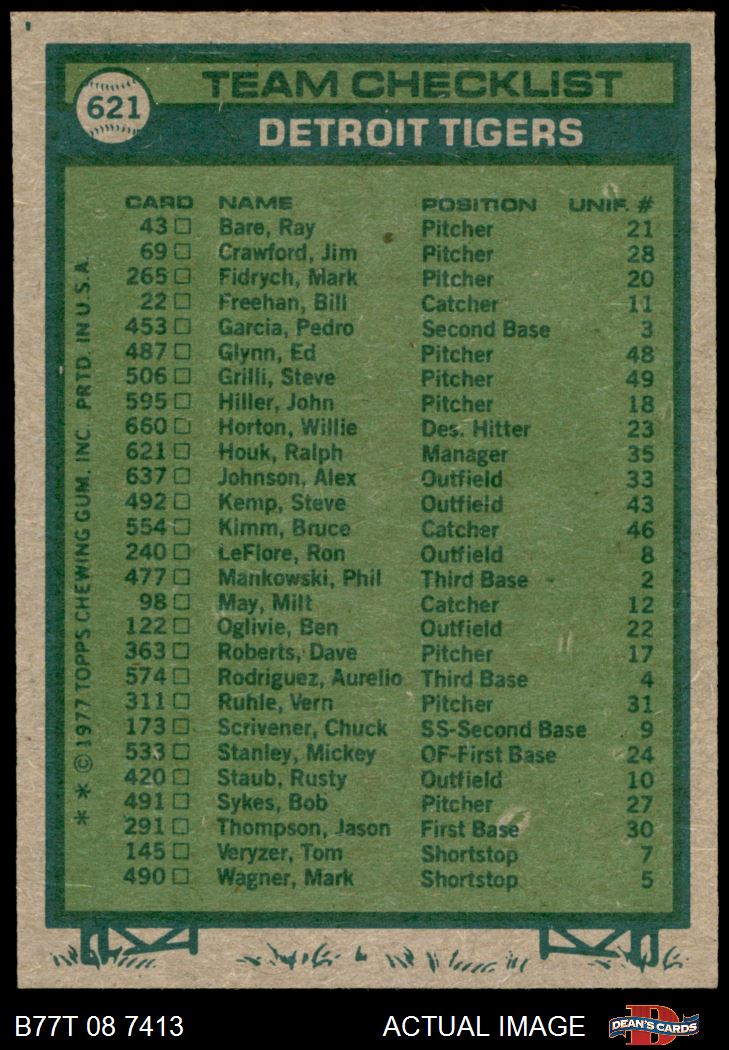 621
TEAM CHECKLIST
DETROIT TIGERS
CARD NAME POSITION UNIF. #
43 □ Bare, Ray Pitcher 21
69 □ Crawford, Jim Pitcher 28
265 □ Fidrych, Mark Pitcher 20
22 □ Freehan, Bill Catcher 11
453 □ Garcia, Pedro Second Base 3
487 □ Glynn, Ed Pitcher 48
506 □ Grilli, Steve Pitcher 49
595 □ Hiller, John Pitcher 18
660 □ Horton, Willie Des. Hitter 23
621 □ Houk, Ralph Manager 35
637 □ Johnson, Alex Outfield 33
492 □ Kemp, Steve Outfield 43
554 □ Kimm, Bruce Catcher 46
240 □ LeFlore, Ron Outfield 8
477 □ Mankowski, Phil Third Base 2
98 □ May, Milt Catcher 12
122 □ Oglivie, Ben Outfield 22
363 □ Roberts, Dave Pitcher 17
574 □ Rodriguez, Aurelio Third Base 4
311 □ Ruhle, Vern Pitcher 31
173 □ Scrivener, Chuck SS-Second Base 9
533 □ Stanley, Mickey OF-First Base 24
420 □ Staub, Rusty Outfield 10
491 □ Sykes, Bob Pitcher 27
291 □ Thompson, Jason First Base 30
145 □ Veryzer, Tom Shortstop 7
490 □ Wagner, Mark Shortstop 5
* * © 1977 TOPPS CHEWING GUM, INC. PRTD. IN U.S.A.
B77T 08 7413 ACTUAL IMAGE D DEAN'S CARDS